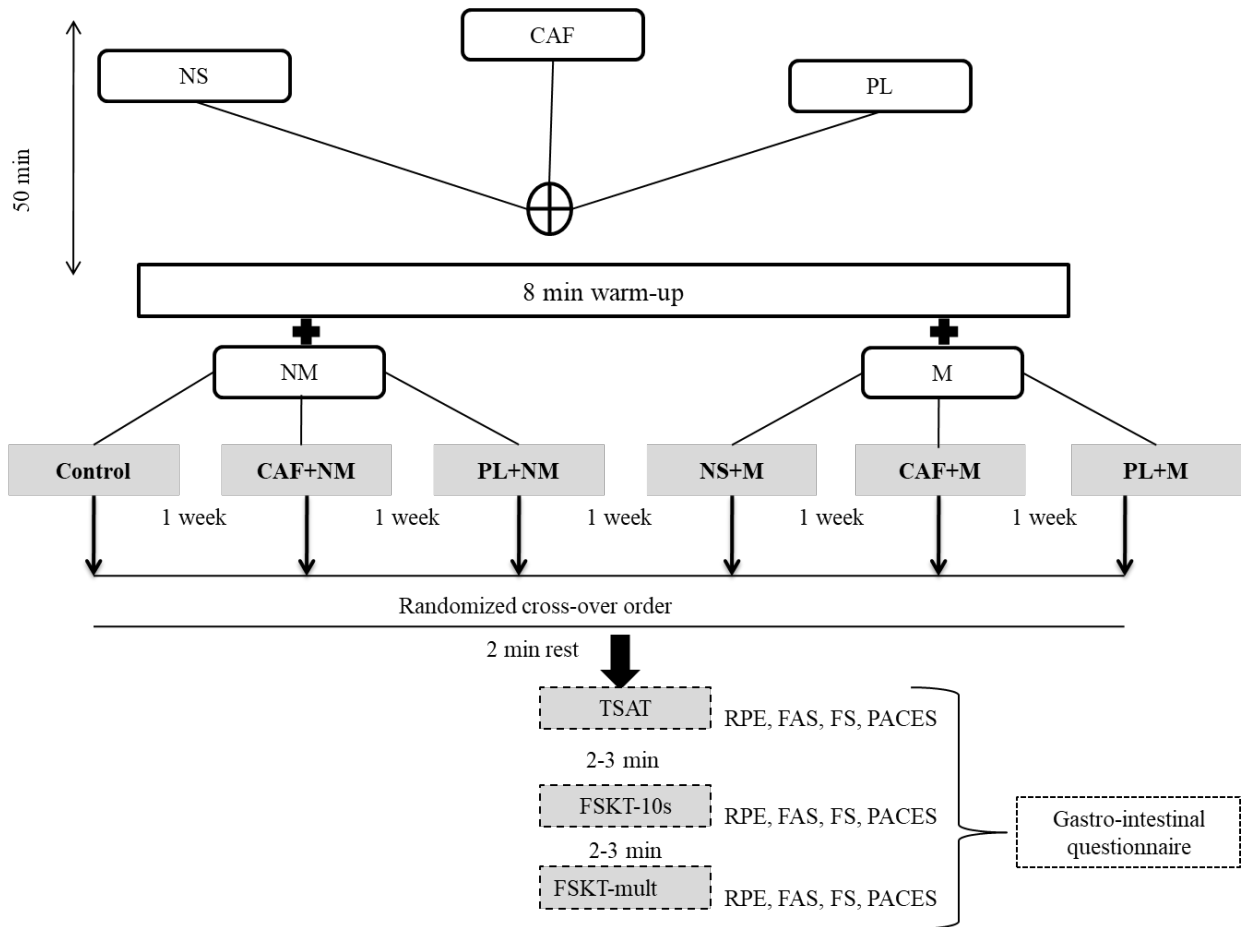 CAF
NS
PL
50 min
8 min warm-up
NM
M
Control
CAF+NM
PL+NM
NS+M
CAF+M
PL+M
1 week
1 week
1 week
1 week
1 week
Randomized cross-over order
2 min rest
TSAT
RPE, FAS, FS, PACES
2-3 min
FSKT-10s
RPE, FAS, FS, PACES
2-3 min
FSKT-mult
RPE, FAS, FS, PACES
Gastro-intestinal
questionnaire